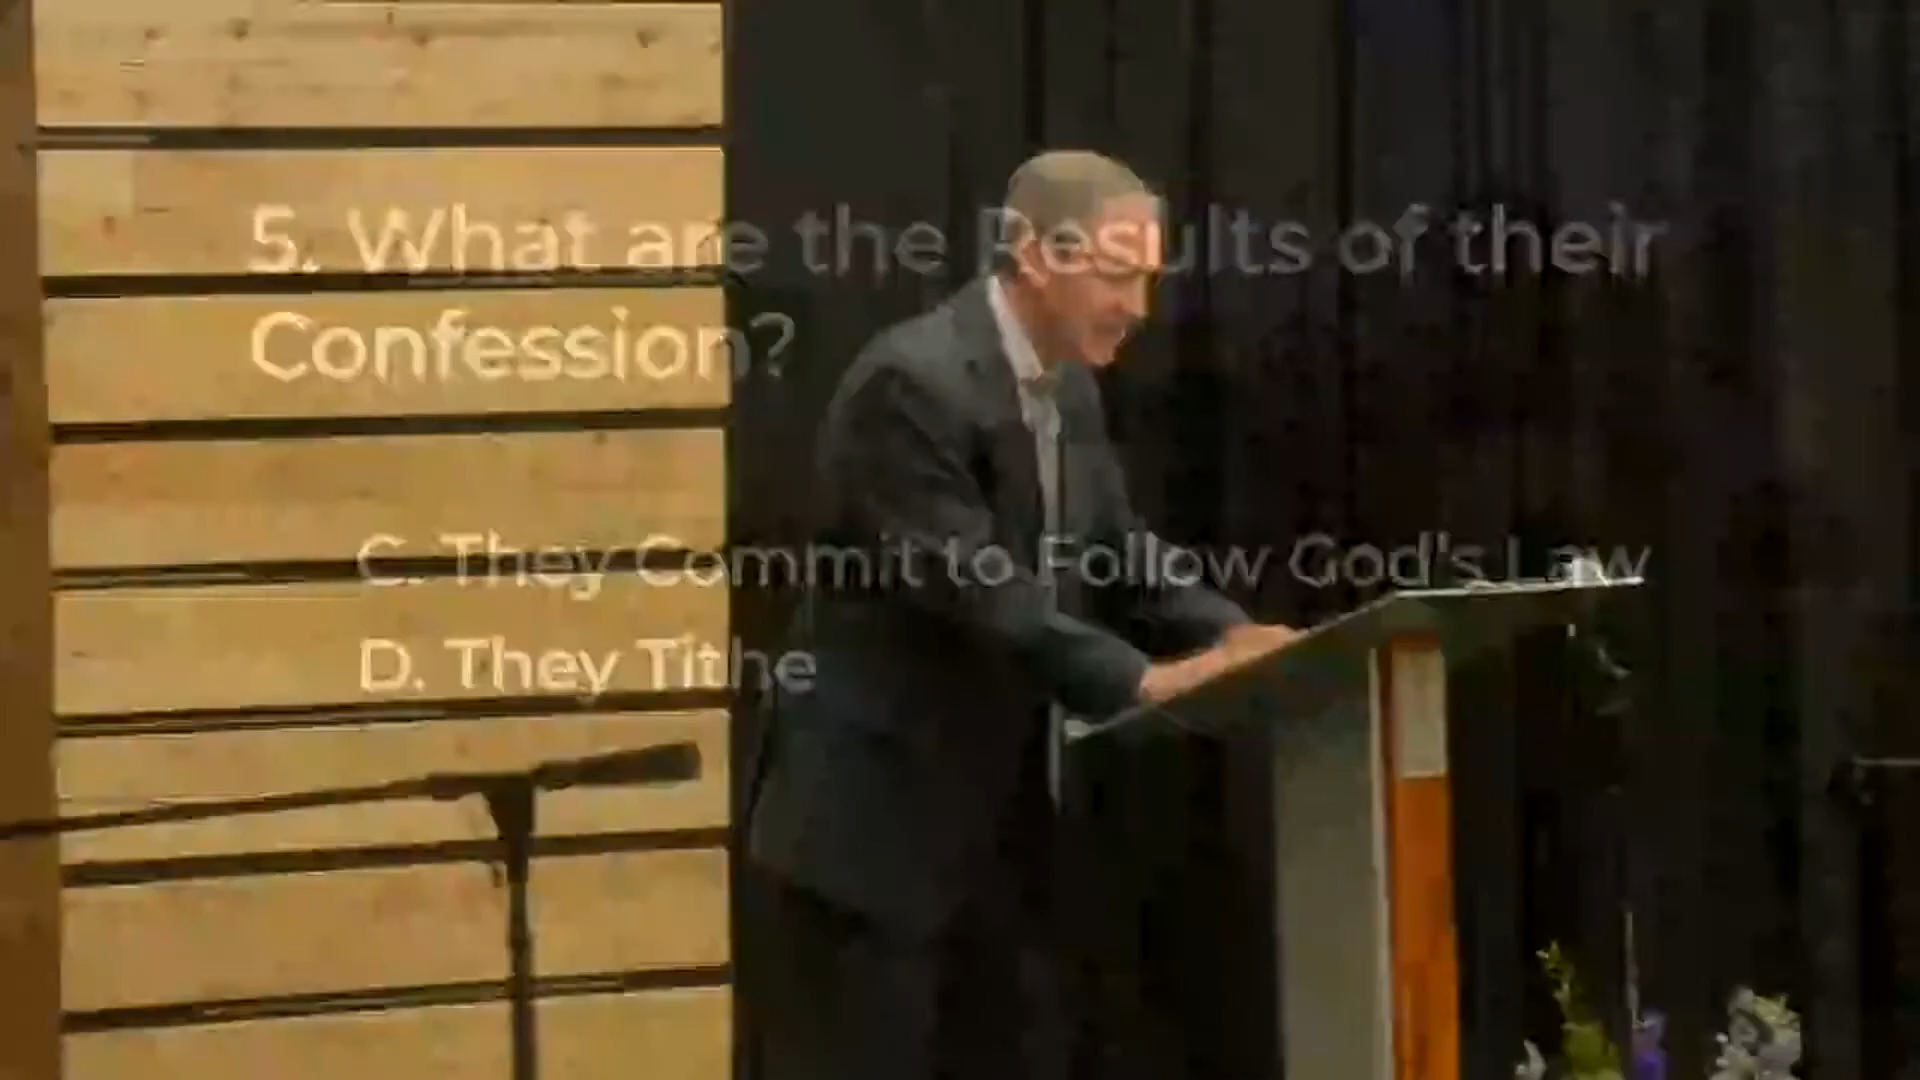 5. What are the Results of their
Confession?
C. They Commit to Follow God's Law
D. They Tithe